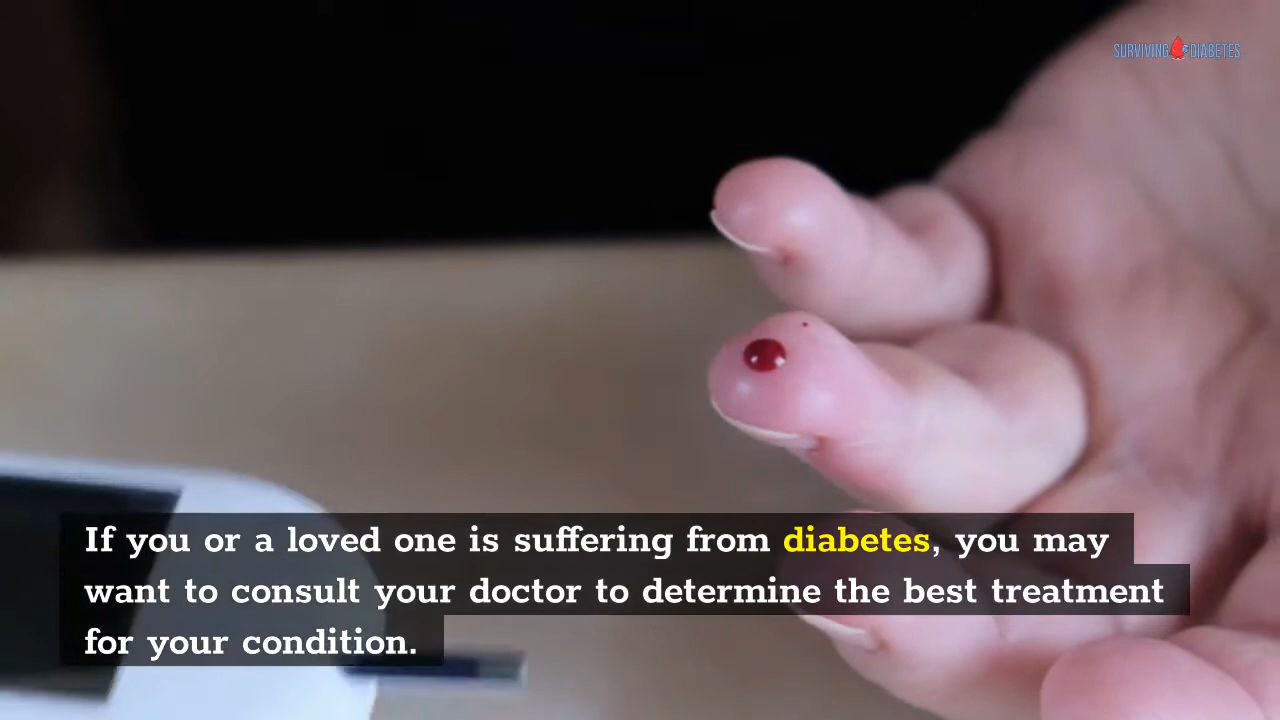 SURVIVING DIABETES
If you or a loved one is suffering from diabetes, you may
want to consult your doctor to determine the best treatment
for your condition.